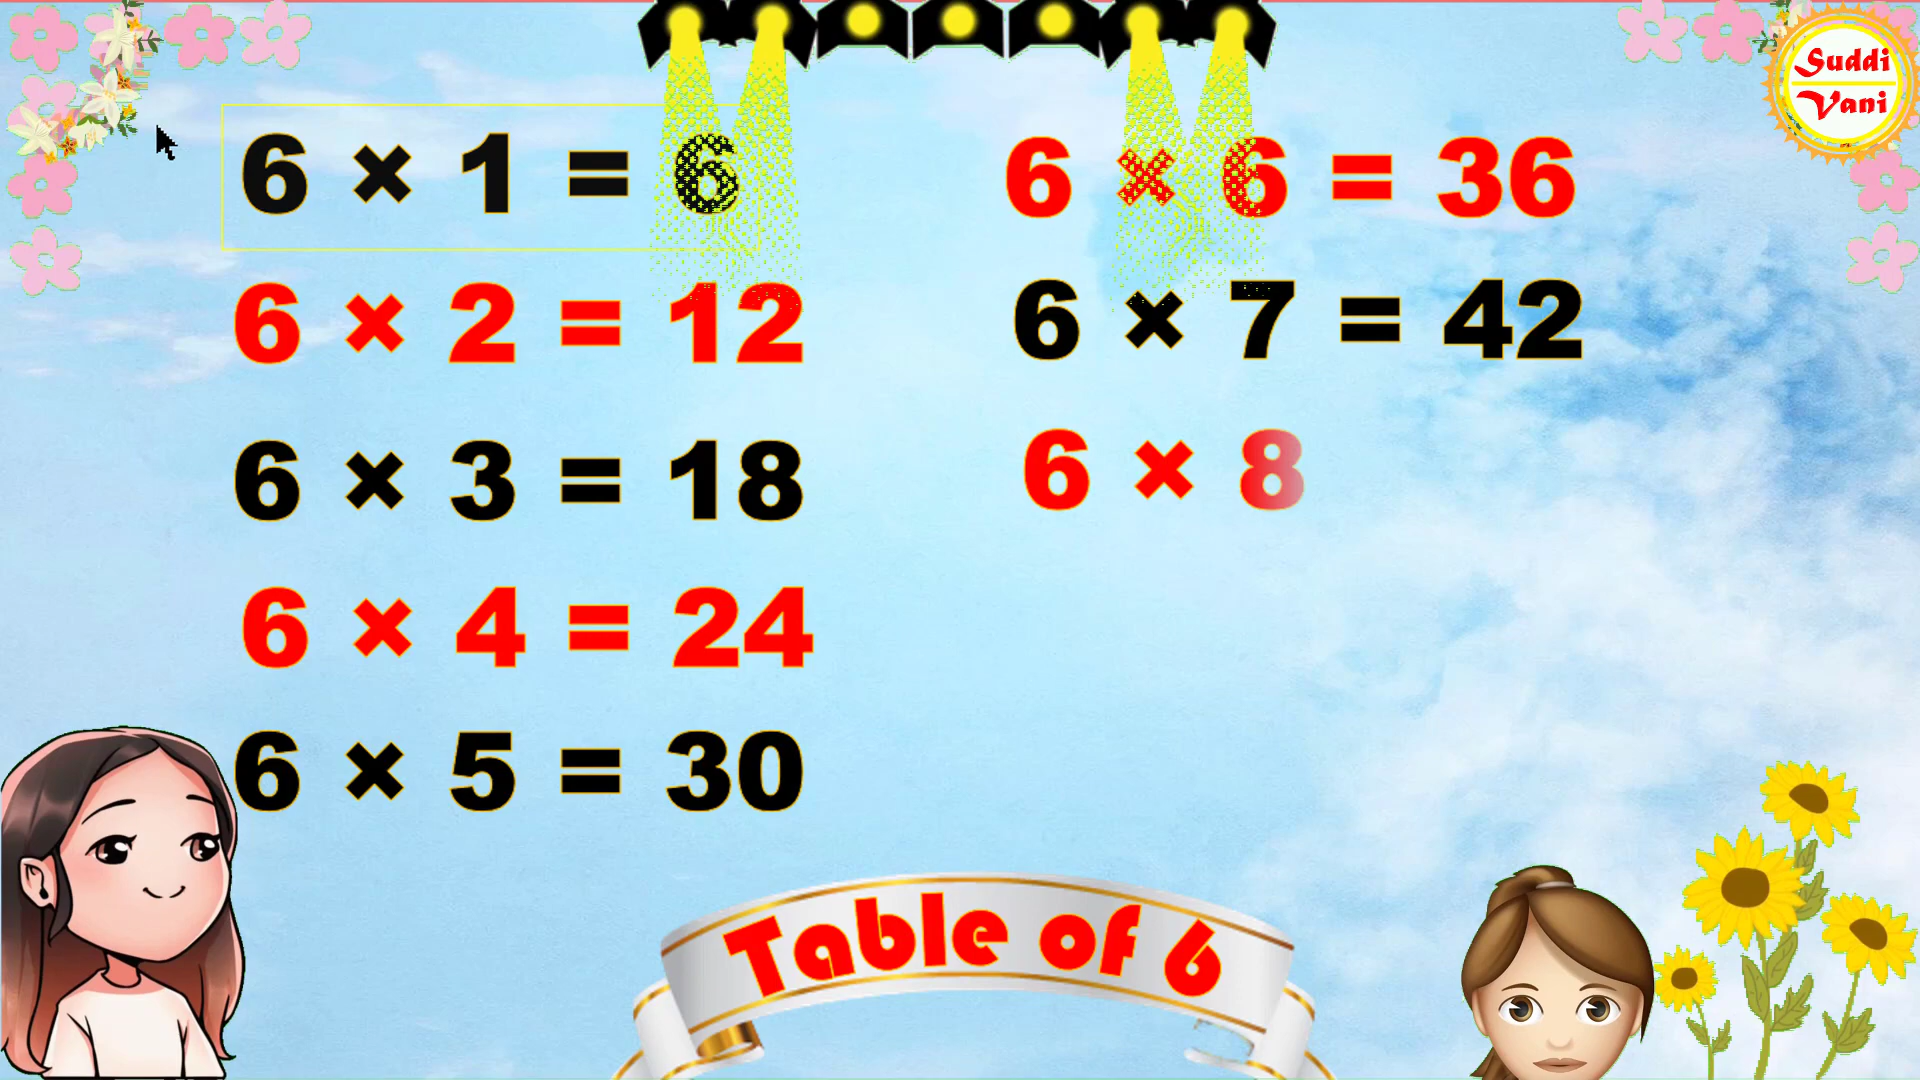 6 × 1 = 6
6 × 2 = 12
6 × 3 = 18
6 × 4 = 24
6 × 5 = 30
6 × 6 = 36
6 × 7 = 42
6 × 8
Table of 6
Suddi
Vani